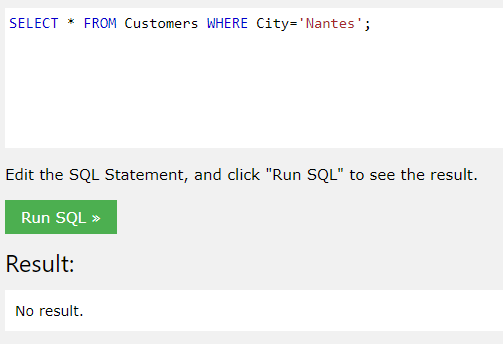 SELECT * FROM Customers WHERE City='Nantes';
Edit the SQL Statement, and click "Run SQL" to see the result.
Run SQL »
Result:
No result.